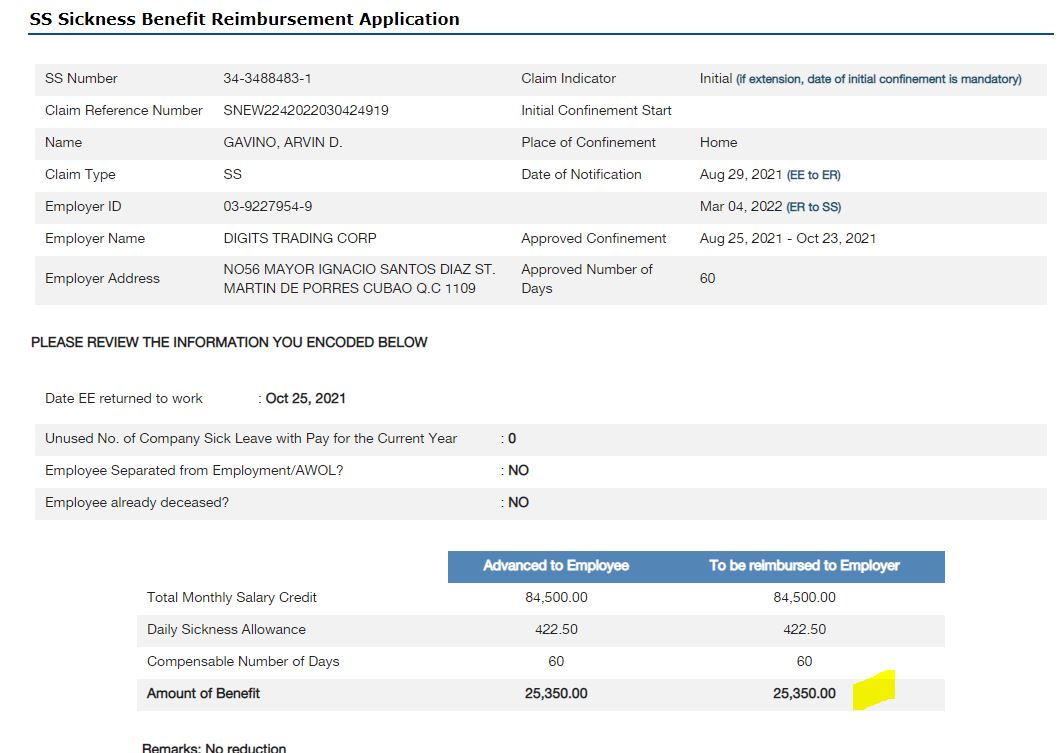 SS Sickness Benefit Reimbursement Application
SS Number 34-3488483-1 Claim Indicator Initial (if extension, date of initial confinement is mandatory)
Claim Reference Number SNEW2242022030424919 Initial Confinement Start
Name GAVINO, ARVIN D. Place of Confinement Home
Claim Type SS Date of Notification Aug 29, 2021 (EE to ER)
Employer ID 03-9227954-9 Mar 04, 2022 (ER to SS)
Employer Name DIGITS TRADING CORP Approved Confinement Aug 25, 2021 - Oct 23, 2021
Employer Address NO56 MAYOR IGNACIO SANTOS DIAZ ST. Approved Number of 60
MARTIN DE PORRES CUBAO Q.C 1109 Days
PLEASE REVIEW THE INFORMATION YOU ENCODED BELOW
Date EE returned to work : Oct 25, 2021
Unused No. of Company Sick Leave with Pay for the Current Year : 0
Employee Separated from Employment/AWOL? : NO
Employee already deceased? : NO
Advanced to Employee To be reimbursed to Employer
Total Monthly Salary Credit 84,500.00 84,500.00
Daily Sickness Allowance 422.50 422.50
Compensable Number of Days 60 60
Amount of Benefit 25,350.00 25,350.00
Remarks: No reduction